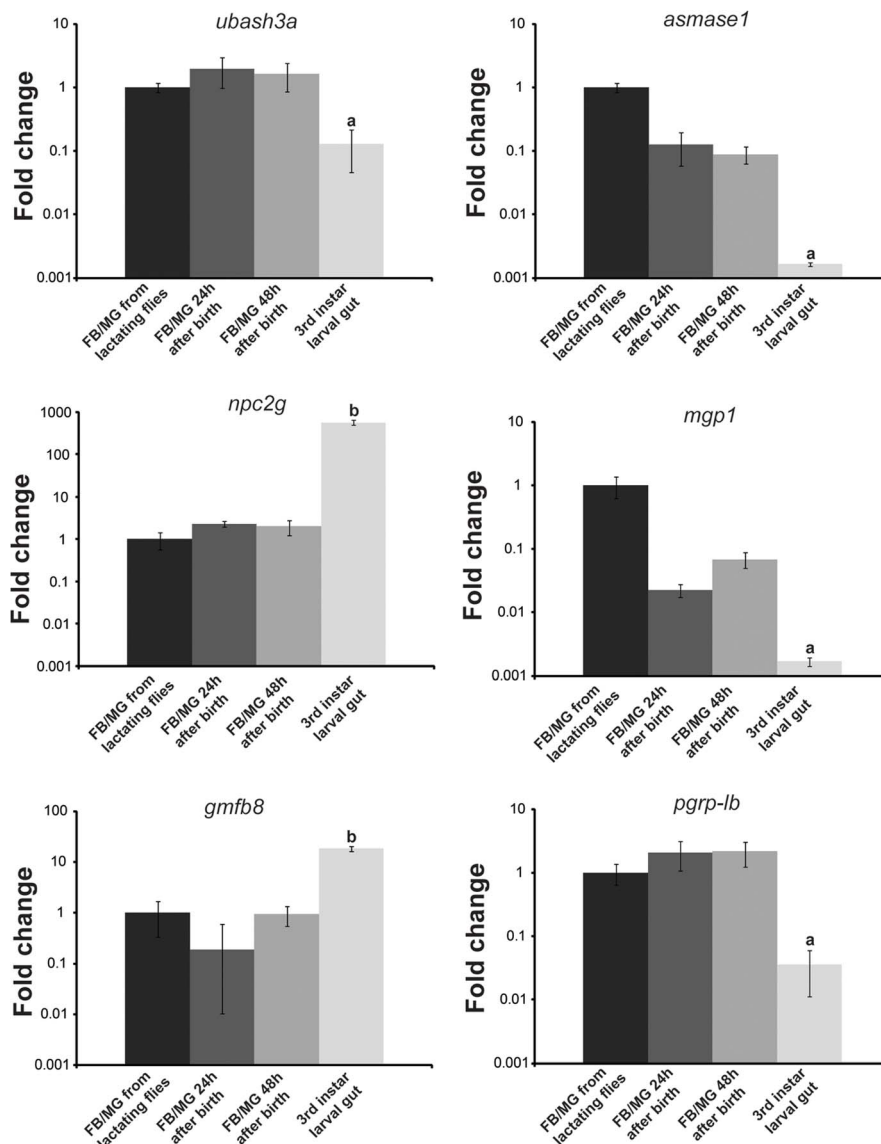 ubash3a
Fold change
10
1
0.1
0.01
0.001
a
FB/MG from
lactating flies
FB/MG 24h
after birth
FB/MG 48h
after birth
3rd instar
larval gut
asmase1
Fold change
10
1
0.1
0.01
0.001
a
FB/MG from
lactating flies
FB/MG 24h
after birth
FB/MG 48h
after birth
3rd instar
larval gut
npc2g
Fold change
1000
100
10
1
0.1
0.01
0.001
b
FB/MG from
lactating flies
FB/MG 24h
after birth
FB/MG 48h
after birth
3rd instar
larval gut
mgp1
Fold change
10
1
0.1
0.01
0.001
a
FB/MG from
lactating flies
FB/MG 24h
after birth
FB/MG 48h
after birth
3rd instar
larval gut
gmfb8
Fold change
100
10
1
0.1
0.01
0.001
b
FB/MG from
lactating flies
FB/MG 24h
after birth
FB/MG 48h
after birth
3rd instar
larval gut
pgrp-lb
Fold change
10
1
0.1
0.01
0.001
a
FB/MG from
lactating flies
FB/MG 24h
after birth
FB/MG 48h
after birth
3rd instar
larval gut